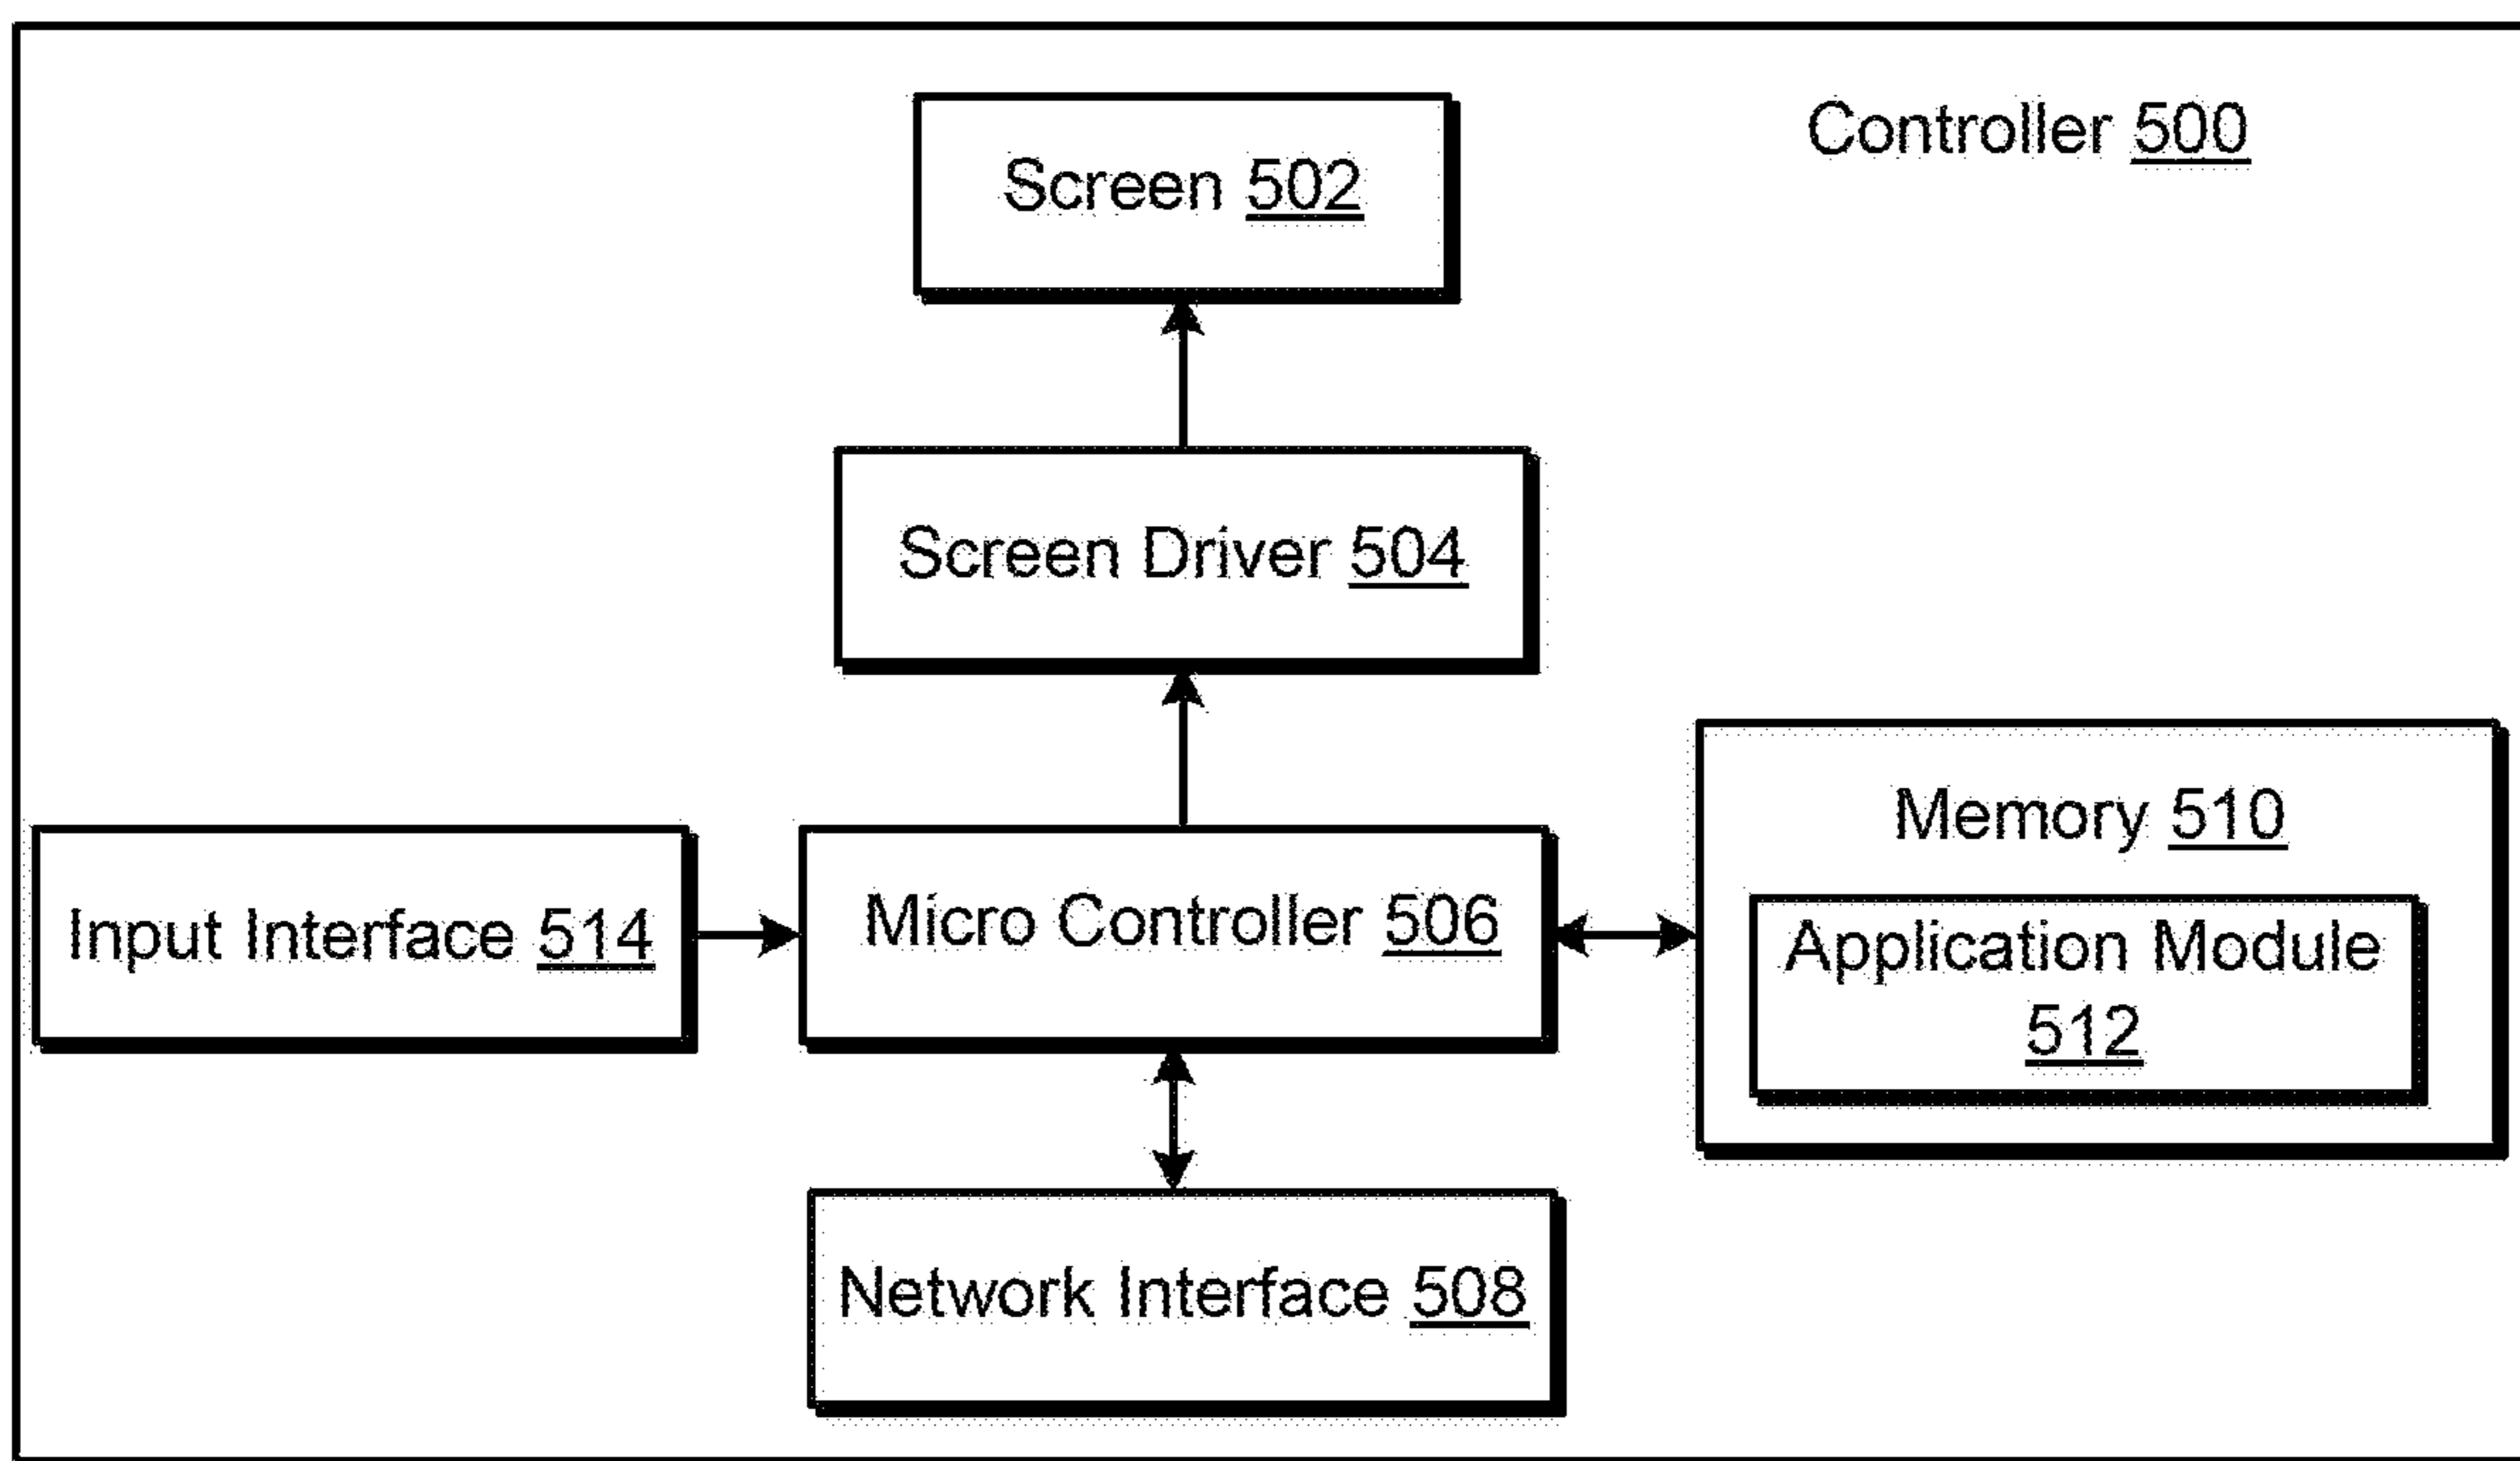 Controller 500
Screen 502
Screen Driver 504
Input Interface 514
Micro Controller 506
Memory 510
Application Module
512
Network Interface 508